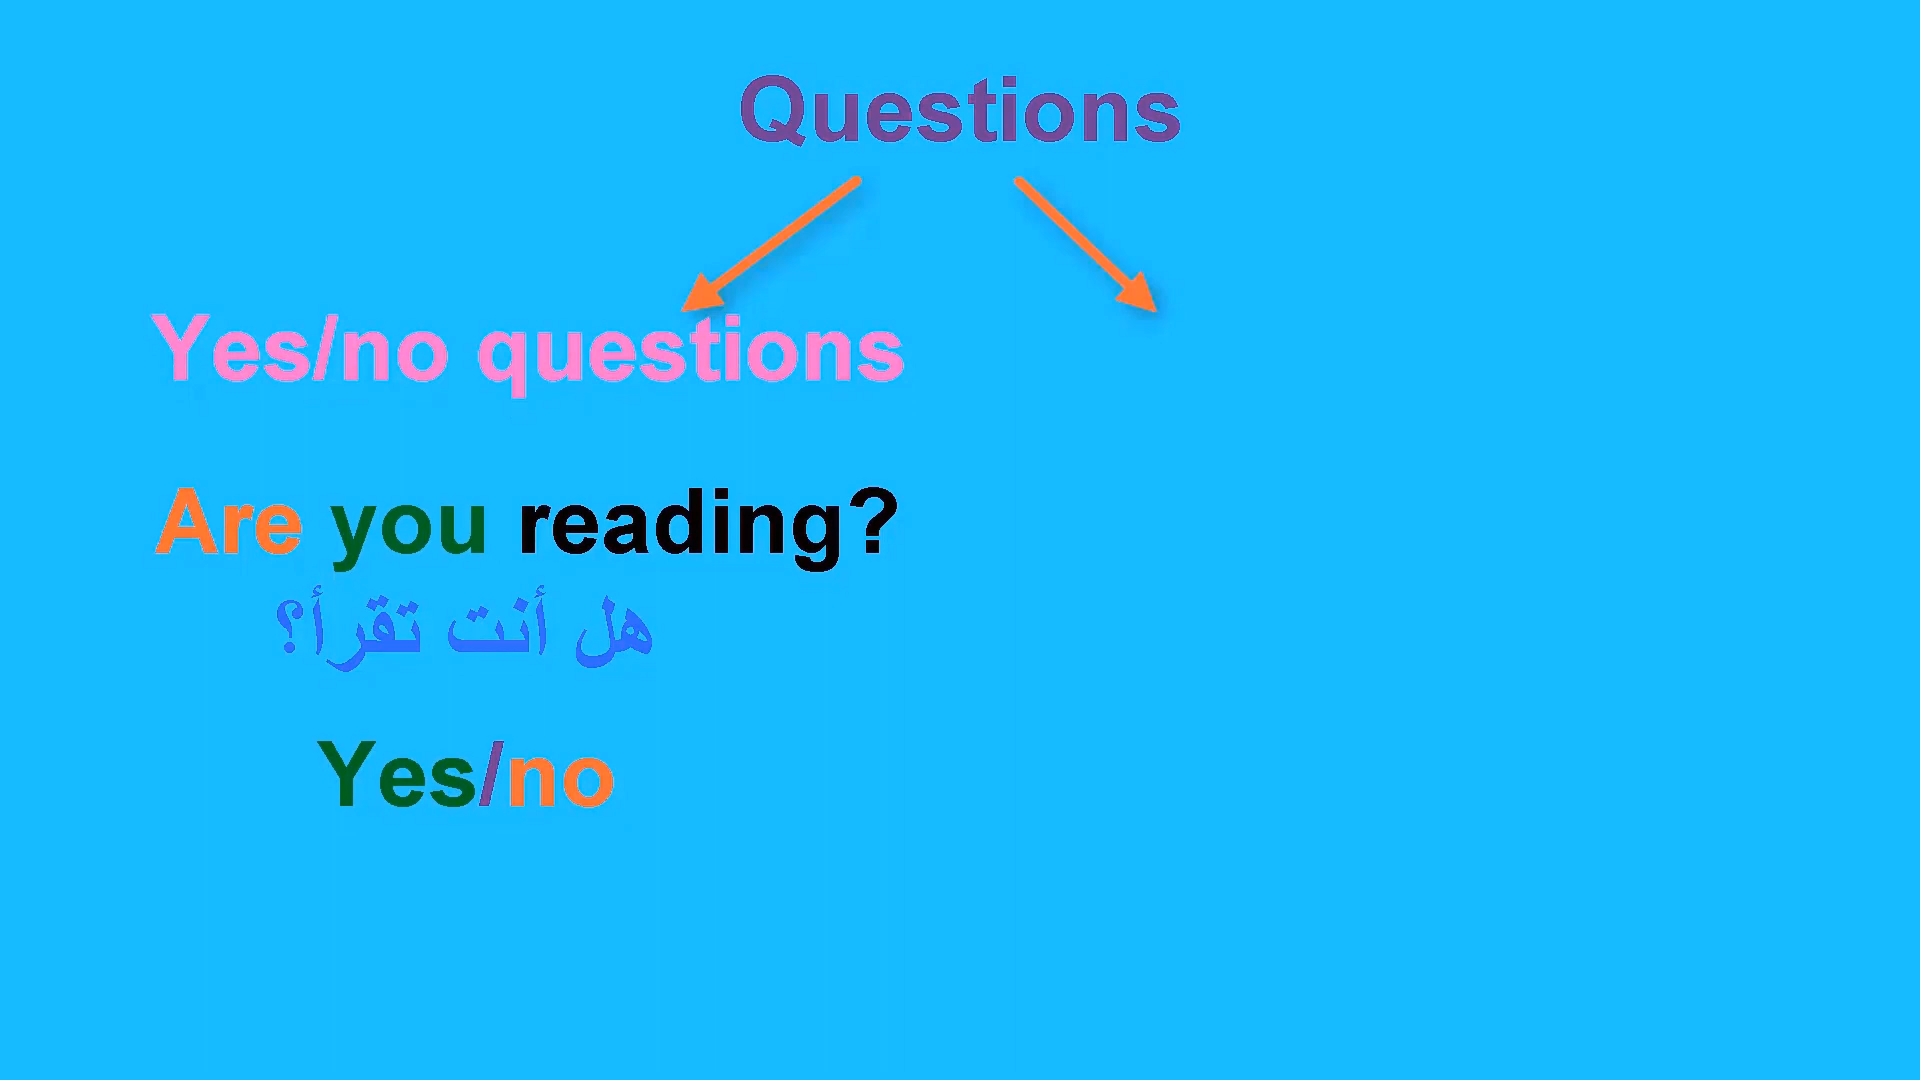 Questions
Yes/no questions
Are you reading?
هل أنت تقرأ؟
Yes/no